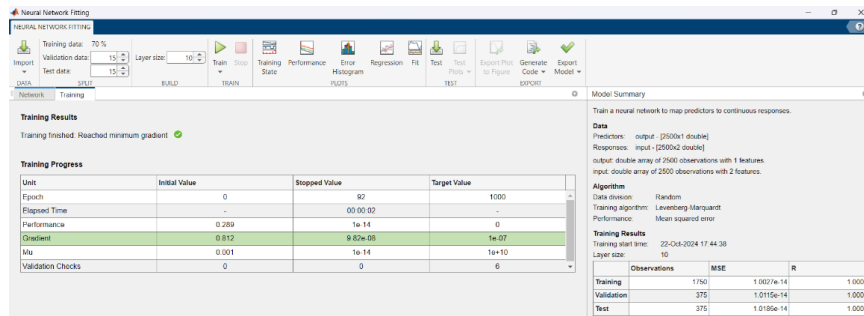 Neural Network Fitting
NEURAL NETWORK FITTING
Import
Training data: 70 %
Validation data: 15
Test data: 15
Layer size: 10
Train
Stop
Training State
Performance
Error Histogram
Regression
Fit
Test
Test Plots
Export Plot to Figure
Generate Code
Export Model
DATA SPLIT BUILD TRAIN PLOTS TEST EXPORT
Network Training
Training Results
Training finished: Reached minimum gradient
Training Progress
Unit Initial Value Stopped Value Target Value
Epoch 0 92 1000
Elapsed Time - 00:00:02 -
Performance 0.289 1e-14 0
Gradient 0.812 9.82e-08 1e-07
Mu 0.001 1e-14 1e+10
Validation Checks 0 0 6
Model Summary
Train a neural network to map predictors to continuous responses.
Data
Predictors: output - [2500x1 double]
Responses: input - [2500x2 double]
output: double array of 2500 observations with 1 features.
input: double array of 2500 observations with 2 features.
Algorithm
Data division: Random
Training algorithm: Levenberg-Marquardt
Performance: Mean squared error
Training Results
Training start time: 22-Oct-2024 17:44:38
Layer size: 10
Observations MSE R
Training 1750 1.0027e-14 1.000
Validation 375 1.0115e-14 1.000
Test 375 1.0186e-14 1.000